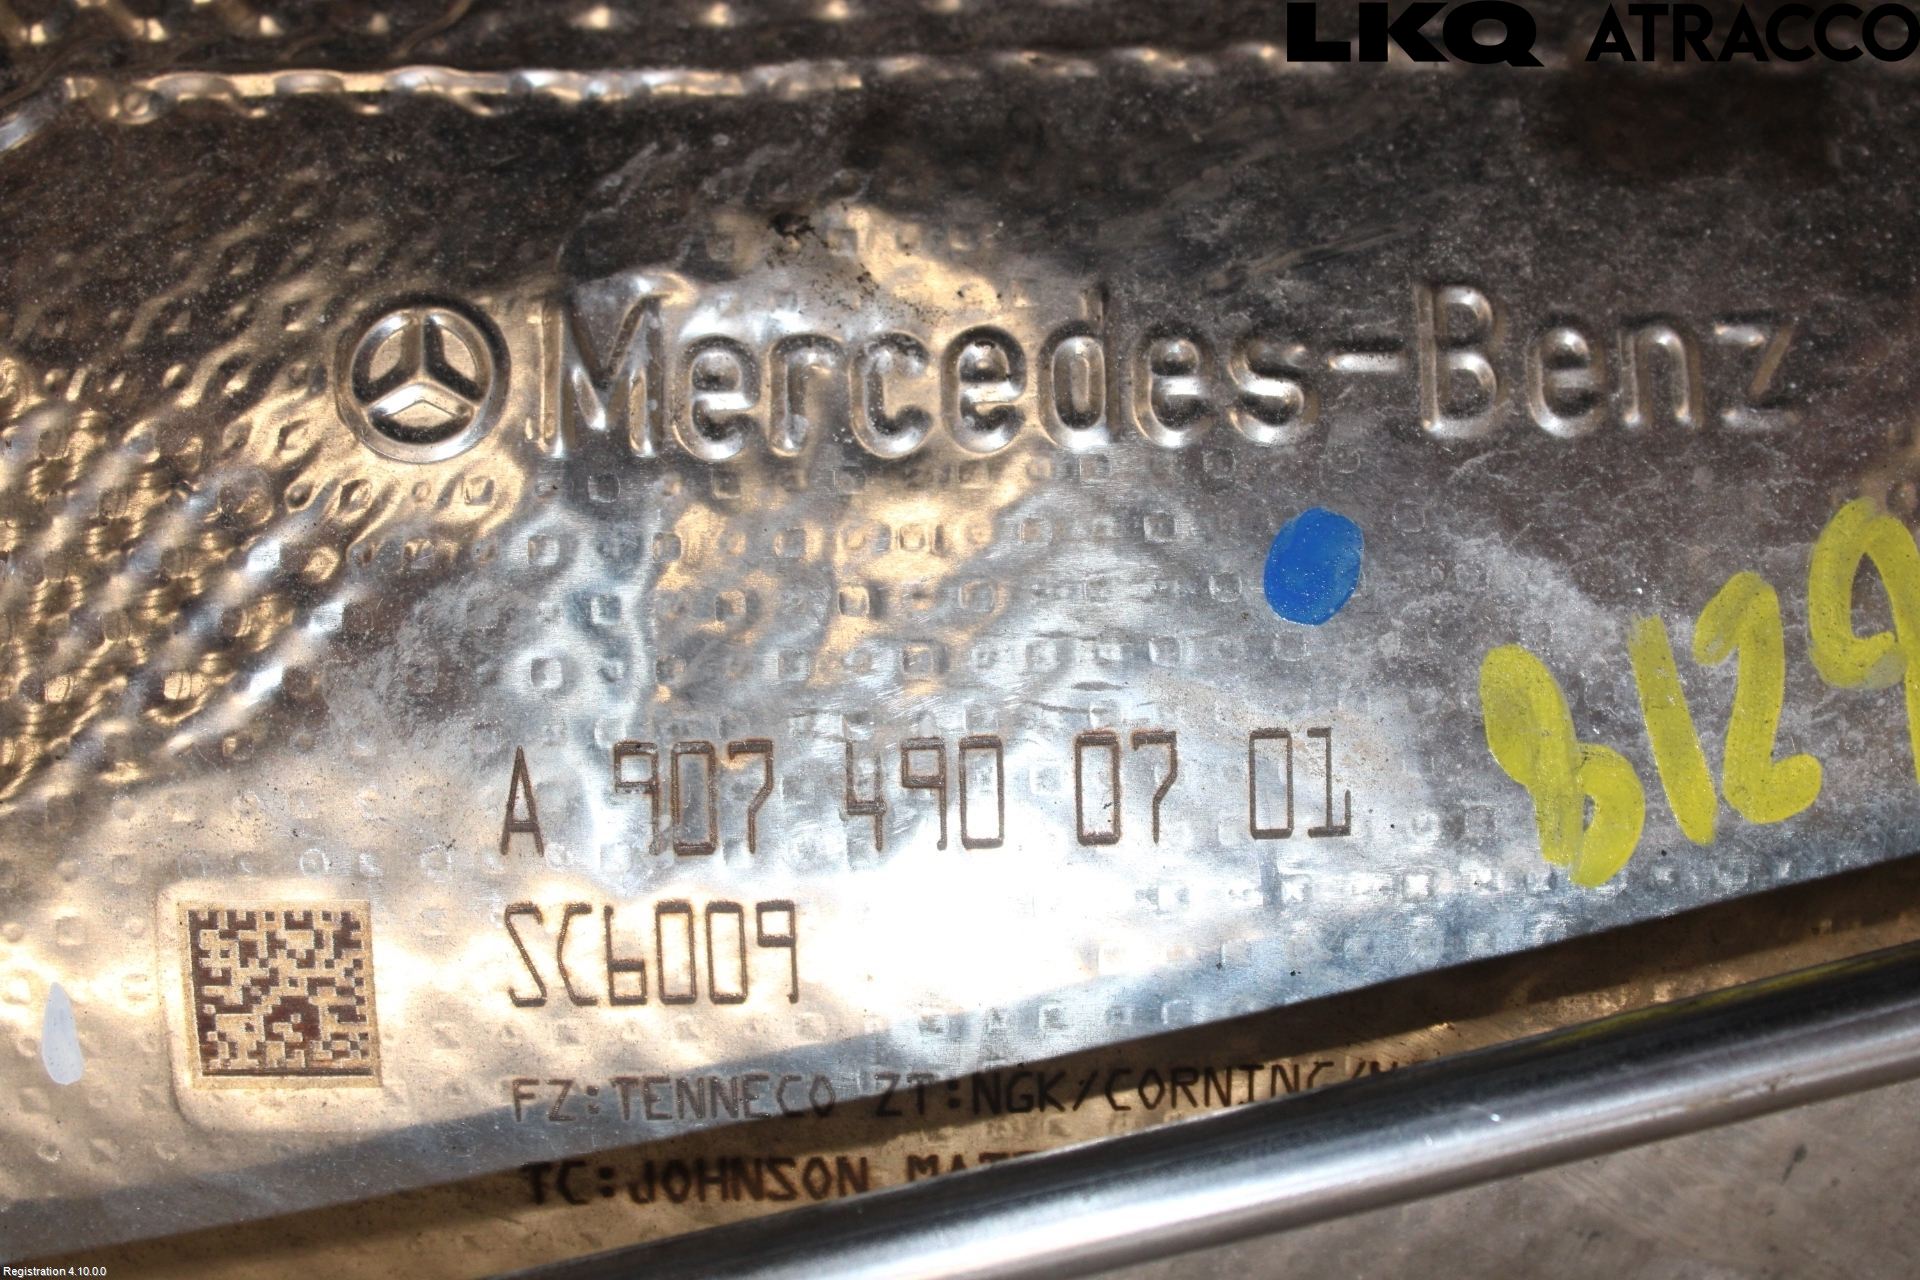 LKQ ATRACCO
Mercedes-Benz
A 907 490 07 01
8129
SC6009
FZ:TENNECO ZT:NGK/CORNING/
TC:JOHNSON
Registration 4.10.0.0